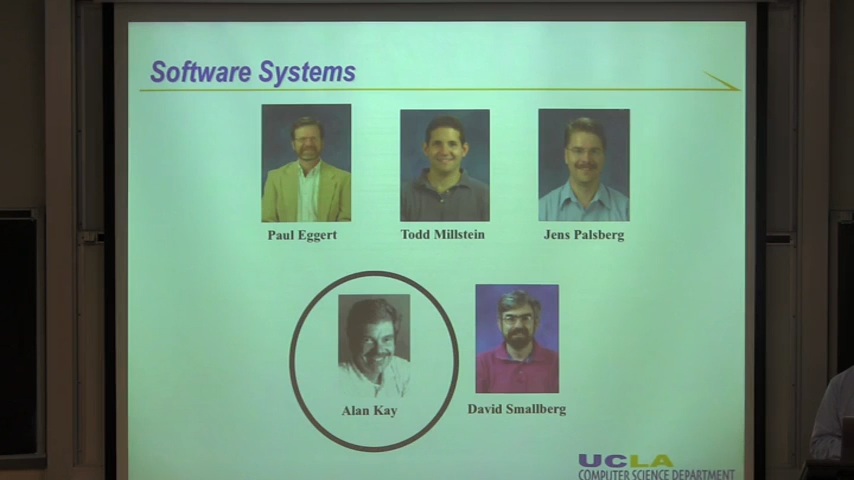 Software Systems
Paul Eggert
Todd Millstein
Jens Palsberg
Alan Kay
David Smallberg
UCLA
COMPUTER SCIENCE DEPARTMENT